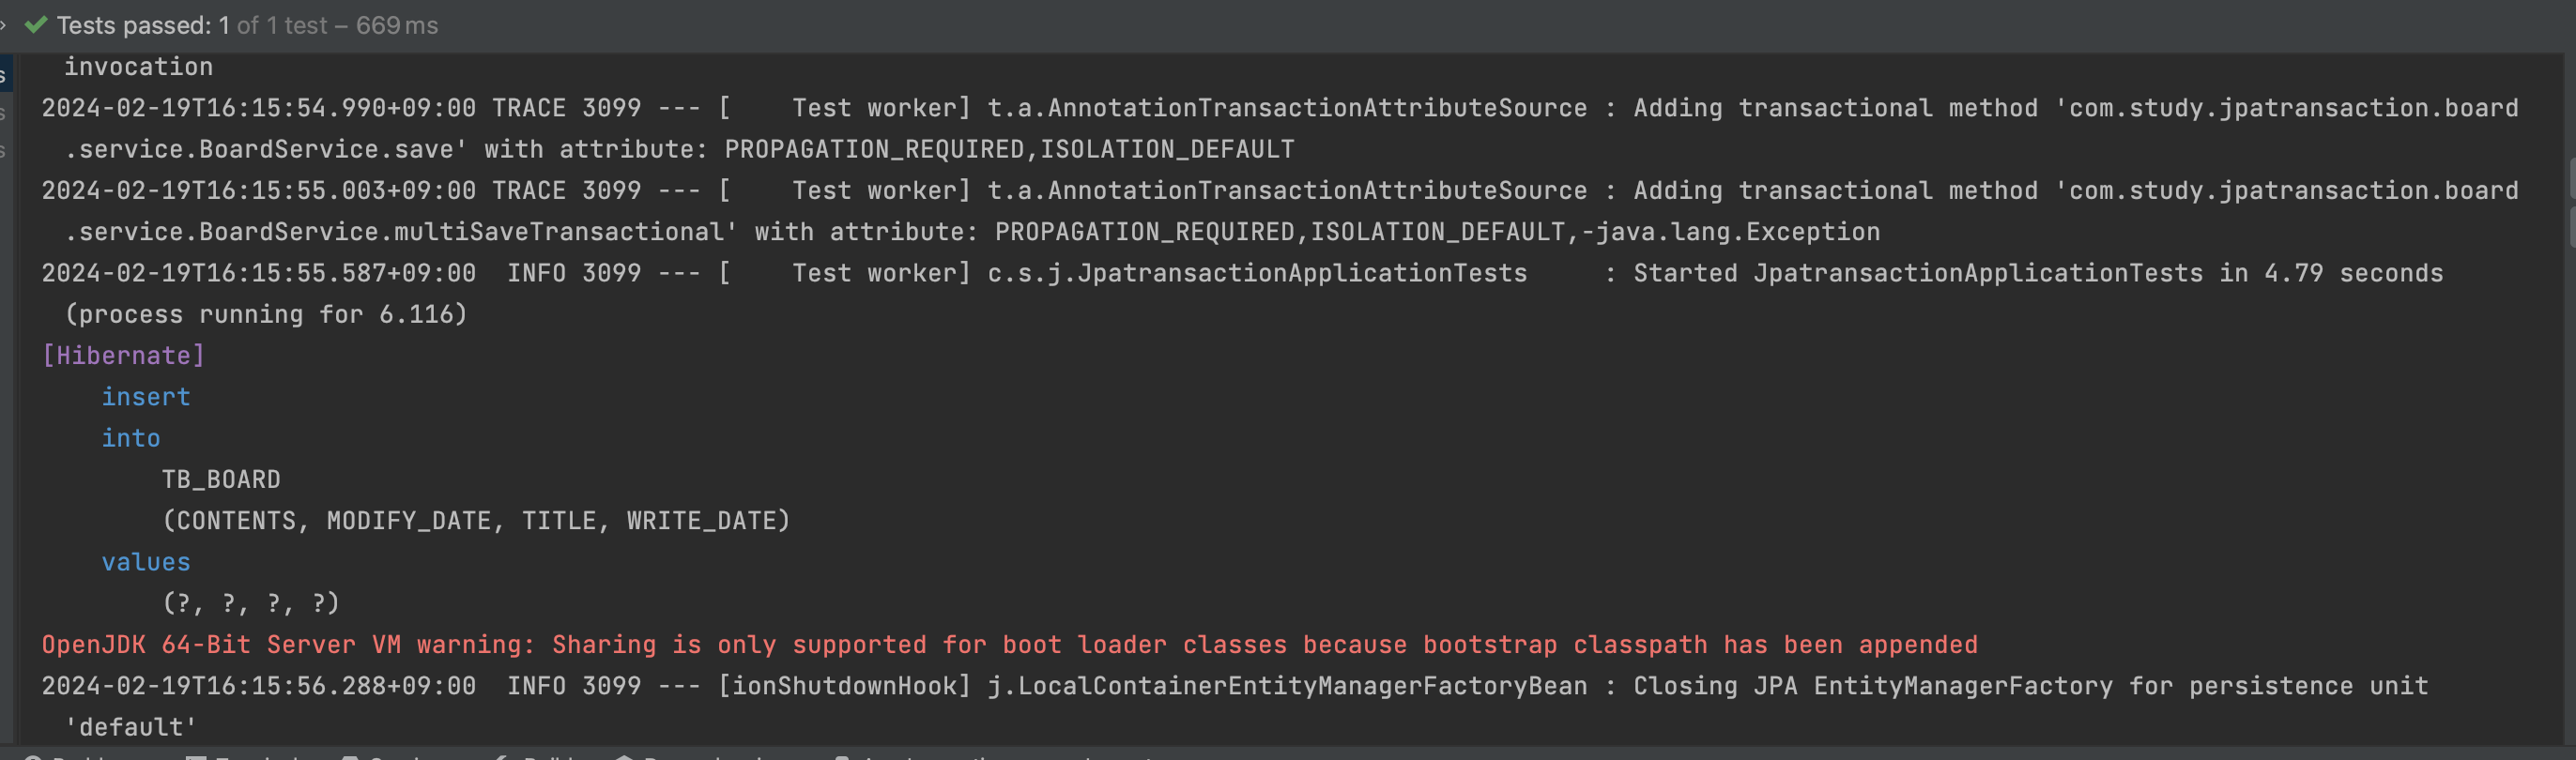 Tests passed: 1 of 1 test – 669 ms
invocation
2024-02-19T16:15:54.990+09:00 TRACE 3099 --- [    Test worker] t.a.AnnotationTransactionAttributeSource : Adding transactional method 'com.study.jpatransaction.board
.service.BoardService.save' with attribute: PROPAGATION_REQUIRED,ISOLATION_DEFAULT
2024-02-19T16:15:55.003+09:00 TRACE 3099 --- [    Test worker] t.a.AnnotationTransactionAttributeSource : Adding transactional method 'com.study.jpatransaction.board
.service.BoardService.multiSaveTransactional' with attribute: PROPAGATION_REQUIRED,ISOLATION_DEFAULT,-java.lang.Exception
2024-02-19T16:15:55.587+09:00  INFO 3099 --- [    Test worker] c.s.j.JpatransactionApplicationTests     : Started JpatransactionApplicationTests in 4.79 seconds
(process running for 6.116)
[Hibernate]
insert
into
TB_BOARD
(CONTENTS, MODIFY_DATE, TITLE, WRITE_DATE)
values
(?, ?, ?, ?)
OpenJDK 64-Bit Server VM warning: Sharing is only supported for boot loader classes because bootstrap classpath has been appended
2024-02-19T16:15:56.288+09:00  INFO 3099 --- [ionShutdownHook] j.LocalContainerEntityManagerFactoryBean : Closing JPA EntityManagerFactory for persistence unit
'default'